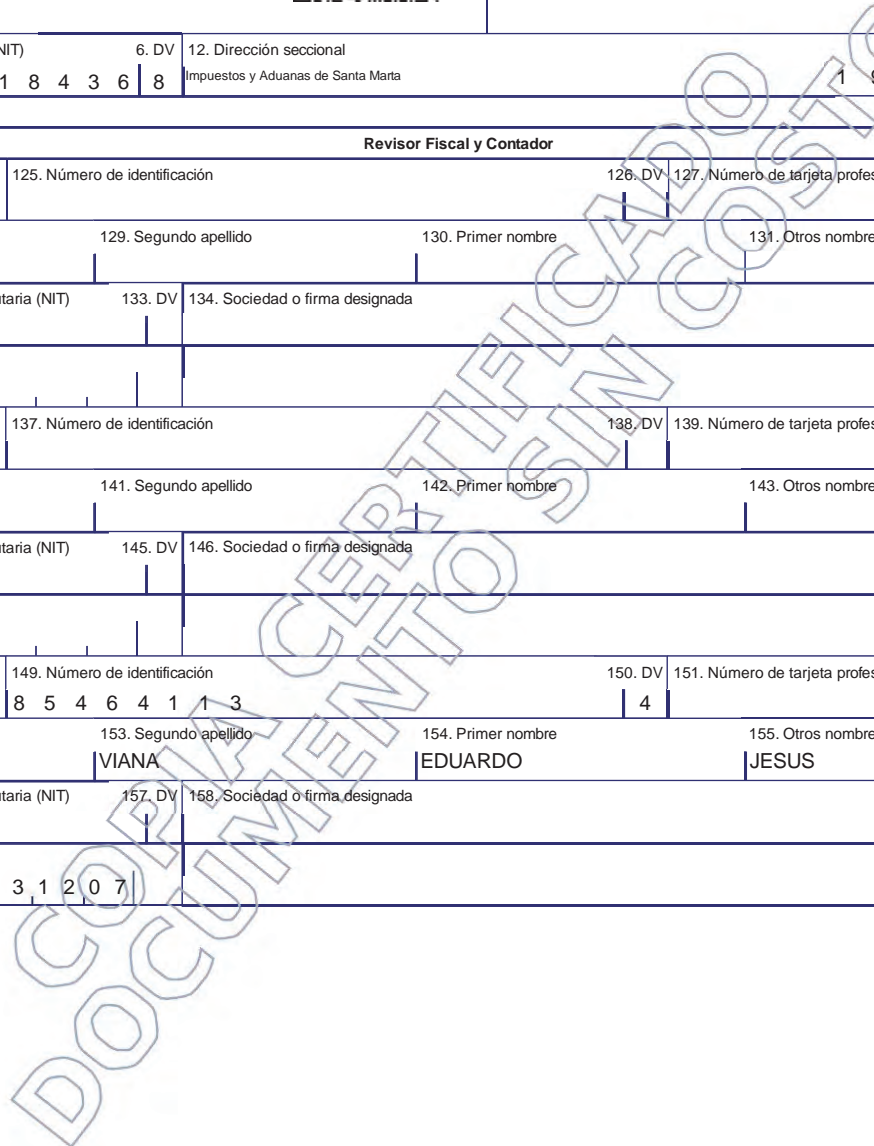 NIT) 6. DV 12. Dirección seccional
1 8 4 3 6 8 Impuestos y Aduanas de Santa Marta 1 9
Revisor Fiscal y Contador
125. Número de identificación 126. DV 127. Número de tarjeta profes
129. Segundo apellido 130. Primer nombre 131. Otros nombre
utaria (NIT) 133. DV 134. Sociedad o firma designada
137. Número de identificación 138. DV 139. Número de tarjeta profes
141. Segundo apellido 142. Primer nombre 143. Otros nombre
utaria (NIT) 145. DV 146. Sociedad o firma designada
149. Número de identificación 150. DV 151. Número de tarjeta profes
8 5 4 6 4 1 1 3 4
153. Segundo apellido 154. Primer nombre 155. Otros nombre
VIANA EDUARDO JESUS
utaria (NIT) 157. DV 158. Sociedad o firma designada
3 1 2 0 7
COPIA CERTIFICADO
DOCUMENTO SIN COSTO